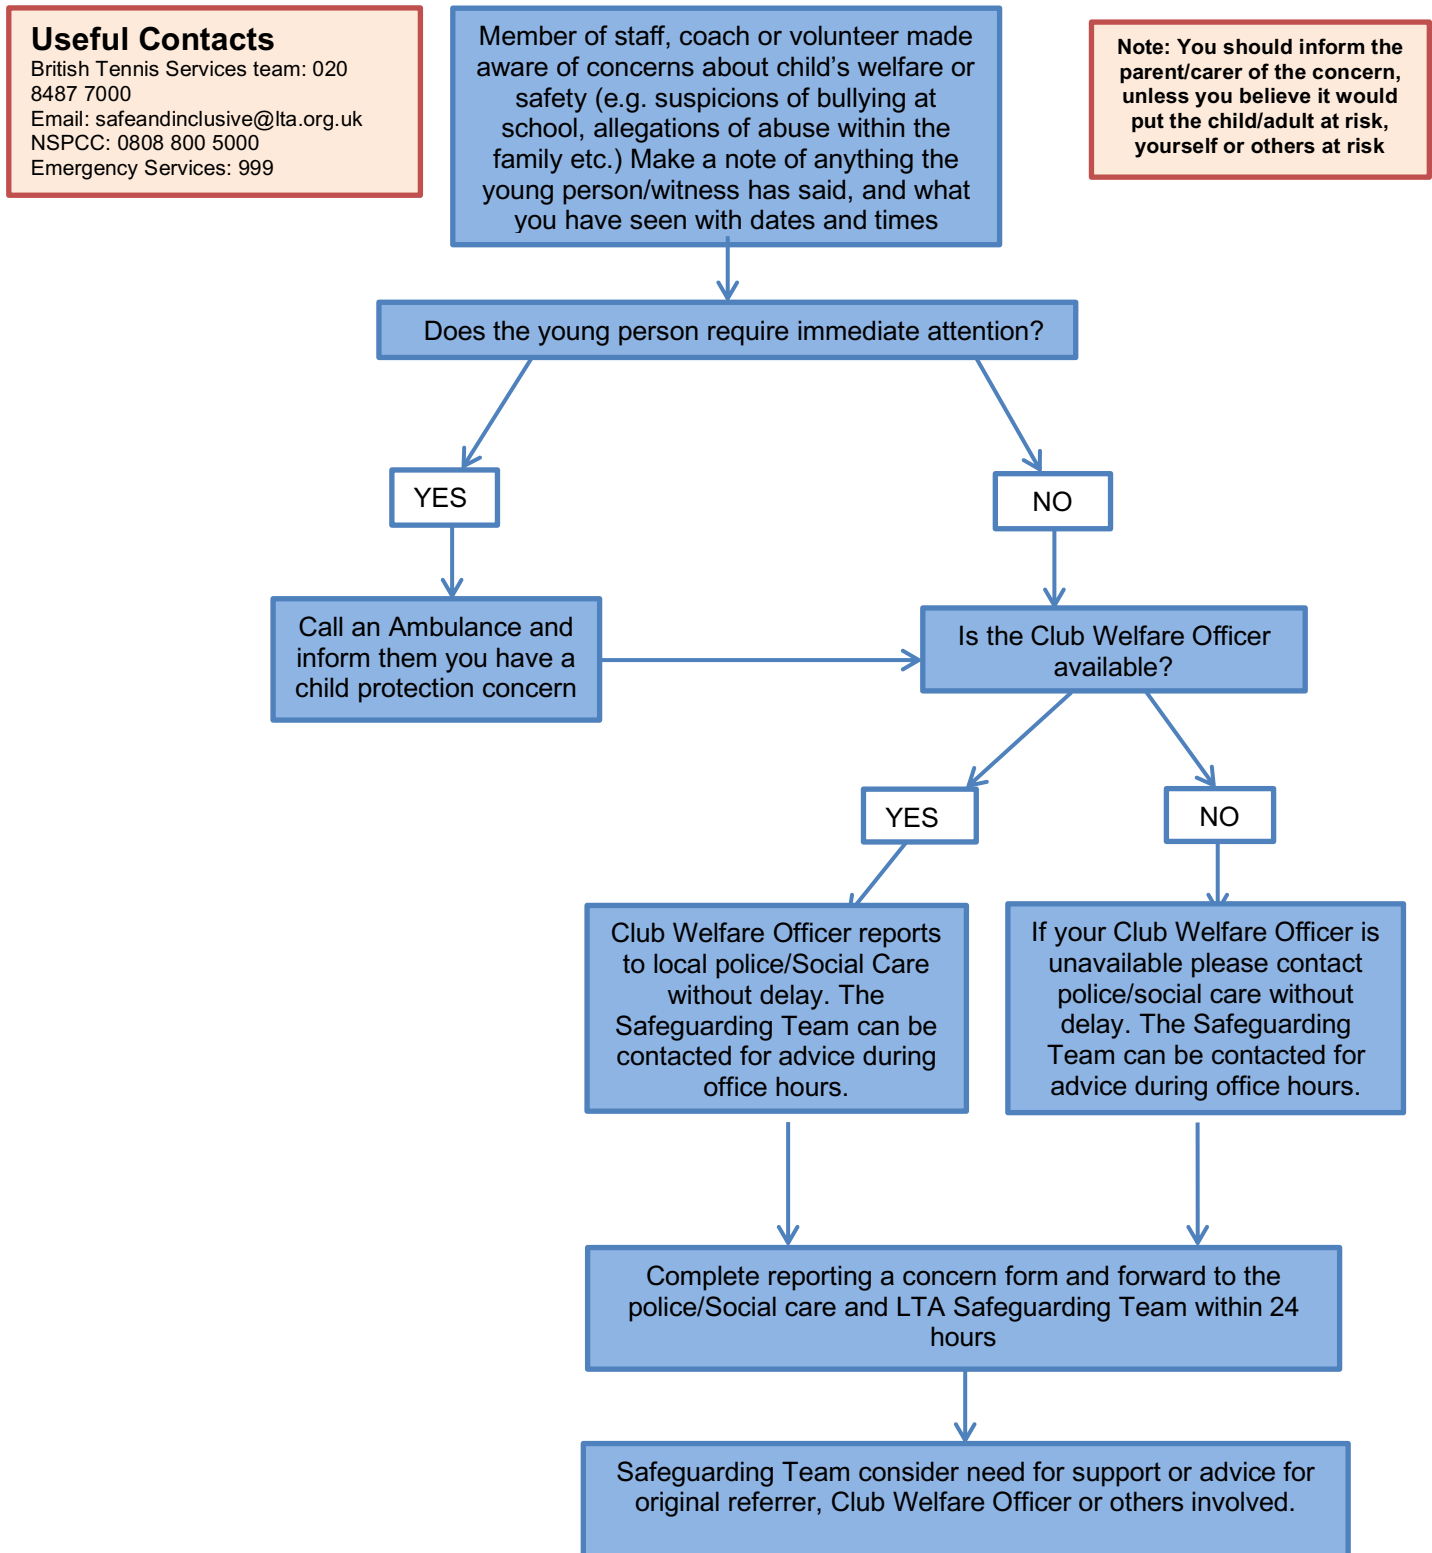 Useful Contacts
British Tennis Services team: 020
8487 7000
Email: safeandinclusive@lta.org.uk
NSPCC: 0808 800 5000
Emergency Services: 999
Member of staff, coach or volunteer made
aware of concerns about child’s welfare or
safety (e.g. suspicions of bullying at
school, allegations of abuse within the
family etc.) Make a note of anything the
young person/witness has said, and what
you have seen with dates and times
Note: You should inform the
parent/carer of the concern,
unless you believe it would
put the child/adult at risk,
yourself or others at risk
Does the young person require immediate attention?
YES
NO
Call an Ambulance and
inform them you have a
child protection concern
Is the Club Welfare Officer
available?
YES
NO
Club Welfare Officer reports
to local police/Social Care
without delay. The
Safeguarding Team can be
contacted for advice during
office hours.
If your Club Welfare Officer is
unavailable please contact
police/social care without
delay. The Safeguarding
Team can be contacted for
advice during office hours.
Complete reporting a concern form and forward to the
police/Social care and LTA Safeguarding Team within 24
hours
Safeguarding Team consider need for support or advice for
original referrer, Club Welfare Officer or others involved.